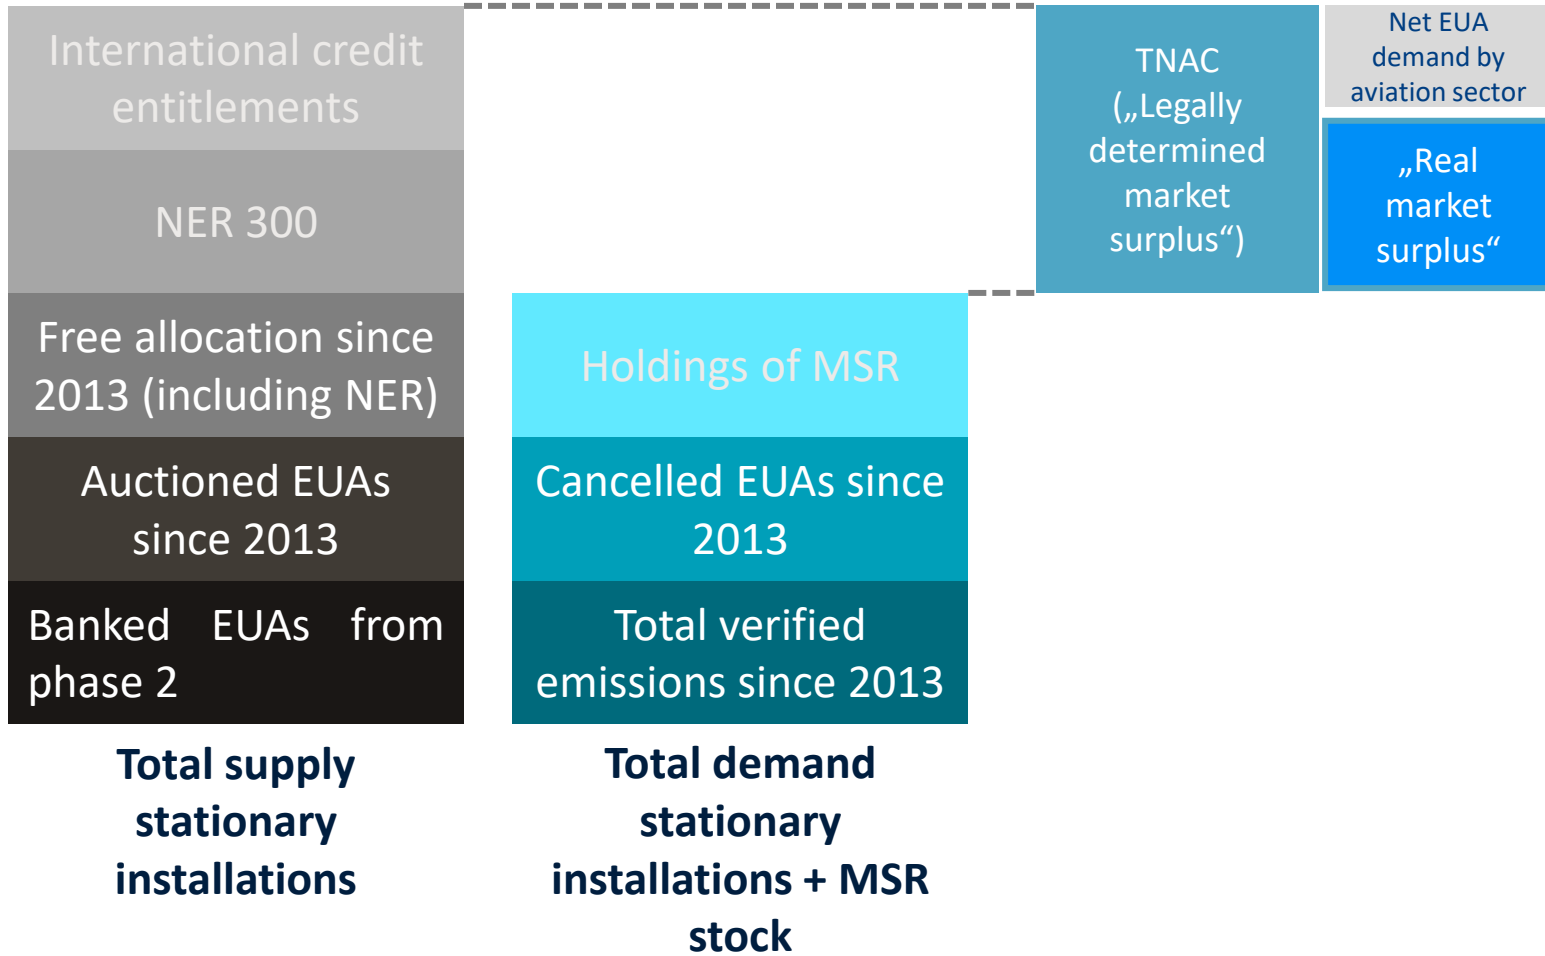 International credit
entitlements
NER 300
Free allocation since
2013 (including NER)
Auctioned EUAs
since 2013
Banked EUAs from
phase 2
Total supply
stationary
installations
Holdings of MSR
Cancelled EUAs since
2013
Total verified
emissions since 2013
Total demand
stationary
installations + MSR
stock
TNAC
(„Legally
determined
market
surplus“)
Net EUA
demand by
aviation sector
„Real
market
surplus“